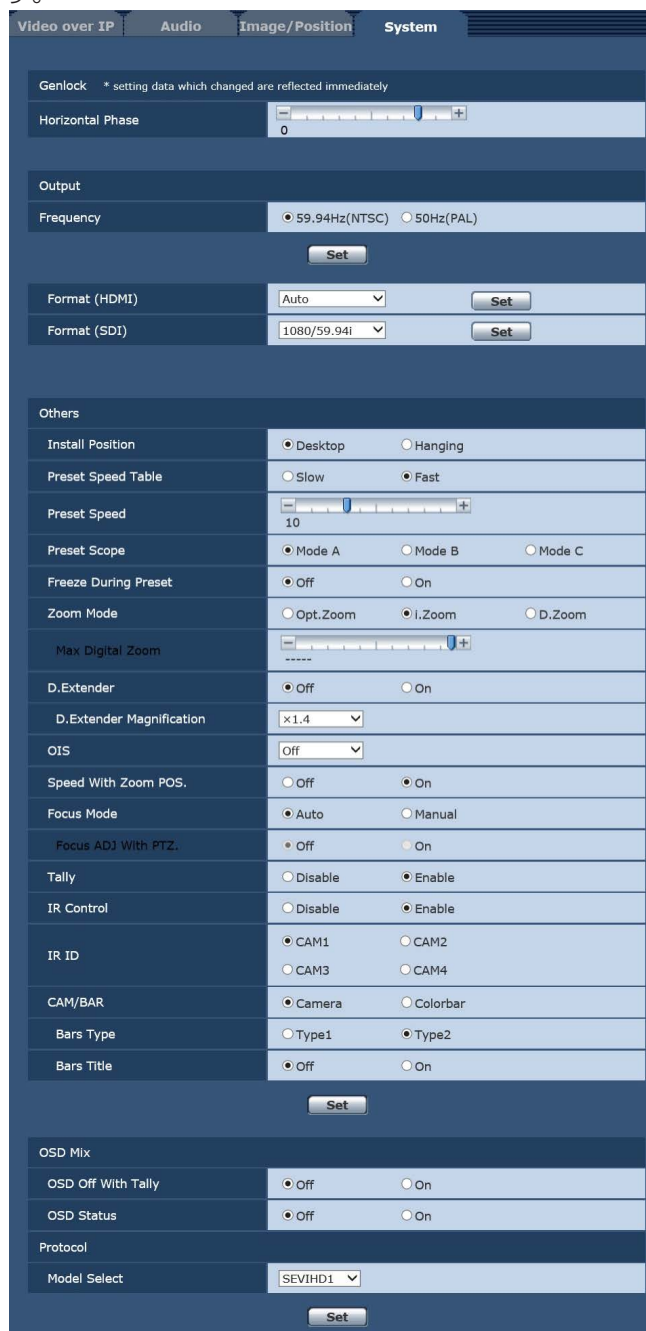 す。
Video over IP Audio Image/Position System
Genlock * setting data which changed are reflected immediately
Horizontal Phase - +
0
Output
Frequency 59.94Hz(NTSC) 50Hz(PAL)
Set
Format (HDMI) Auto Set
Format (SDI) 1080/59.94i Set
Others
Install Position Desktop Hanging
Preset Speed Table Slow Fast
Preset Speed - +
10
Preset Scope Mode A Mode B Mode C
Freeze During Preset Off On
Zoom Mode Opt.Zoom i.Zoom D.Zoom
Max Digital Zoom - +
-----
D.Extender Off On
D.Extender Magnification ×1.4
OIS Off
Speed With Zoom POS. Off On
Focus Mode Auto Manual
Focus ADJ With PTZ. Off On
Tally Disable Enable
IR Control Disable Enable
IR ID CAM1 CAM2
CAM3 CAM4
CAM/BAR Camera Colorbar
Bars Type Type1 Type2
Bars Title Off On
Set
OSD Mix
OSD Off With Tally Off On
OSD Status Off On
Protocol
Model Select SEVIHD1
Set